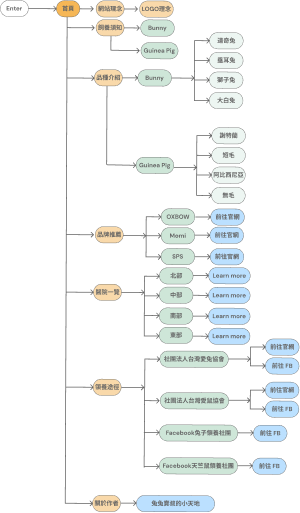 Enter
首頁
網站理念
LOGO理念
飼養須知
Bunny
Guinea Pig
品種介紹
Bunny
道奇兔
垂耳兔
獅子兔
大白兔
Guinea Pig
謝特蘭
短毛
阿比西尼亞
無毛
品牌推薦
OXBOW
前往官網
Momi
前往官網
SPS
前往官網
醫院一覽
北部
Learn more
中部
Learn more
南部
Learn more
東部
Learn more
領養途徑
社團法人台灣愛兔協會
前往官網
前往 FB
社團法人台灣愛鼠協會
前往官網
前往 FB
Facebook兔子領養社團
前往 FB
Facebook天竺鼠領養社團
前往 FB
關於作者
兔兔寶寂的小天地